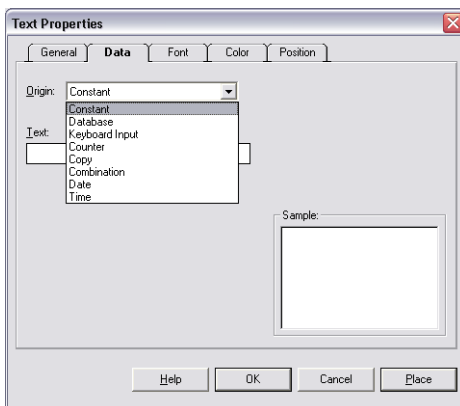 Text Properties
General Data Font Color Position
Origin: Constant
Constant
Database
Text: Keyboard Input
Counter
Copy
Combination
Date
Time
Sample:
Help OK Cancel Place